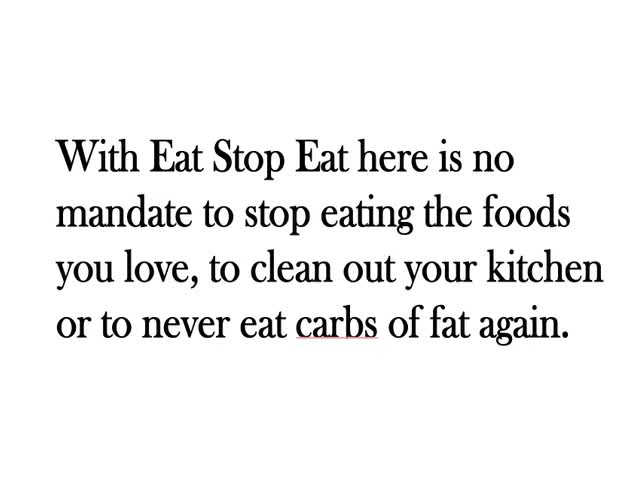 With Eat Stop Eat here is no
mandate to stop eating the foods
you love, to clean out your kitchen
or to never eat carbs of fat again.